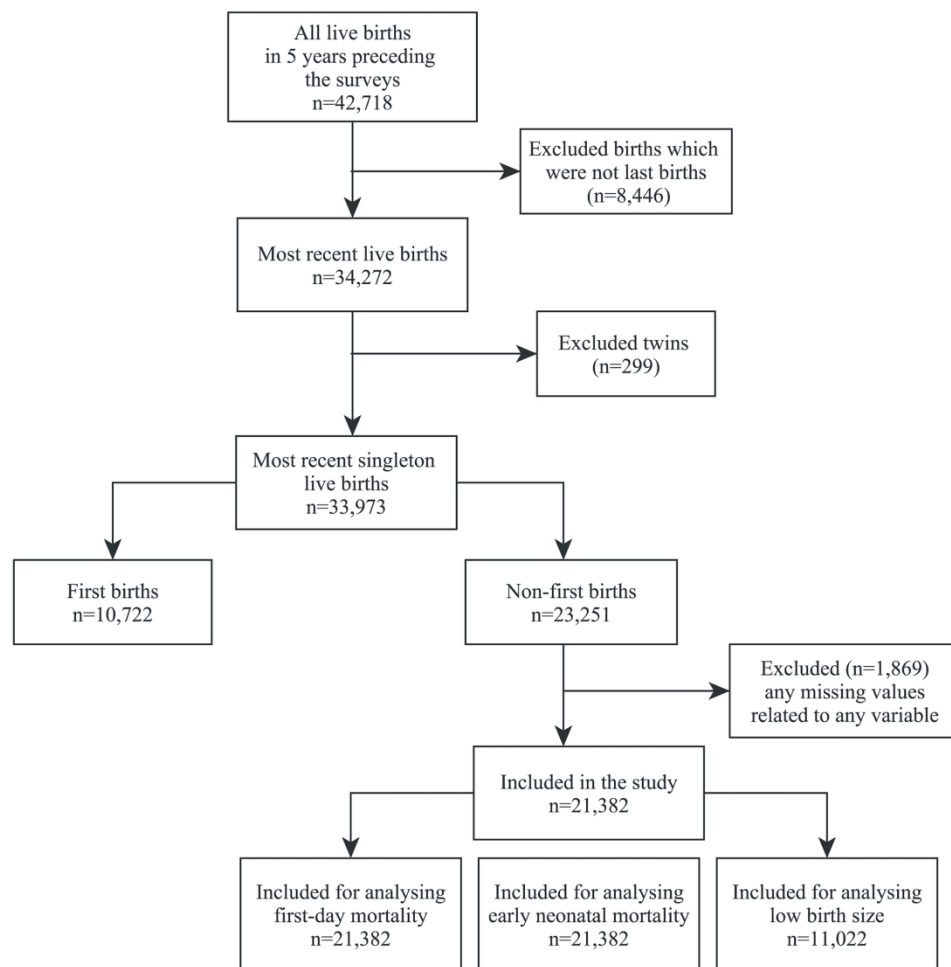 All live births
in 5 years preceding
the surveys
n=42,718
Excluded births which
were not last births
(n=8,446)
Most recent live births
n=34,272
Excluded twins
(n=299)
Most recent singleton
live births
n=33,973
First births
n=10,722
Non-first births
n=23,251
Excluded (n=1,869)
any missing values
related to any variable
Included in the study
n=21,382
Included for analysing
first-day mortality
n=21,382
Included for analysing
early neonatal mortality
n=21,382
Included for analysing
low birth size
n=11,022